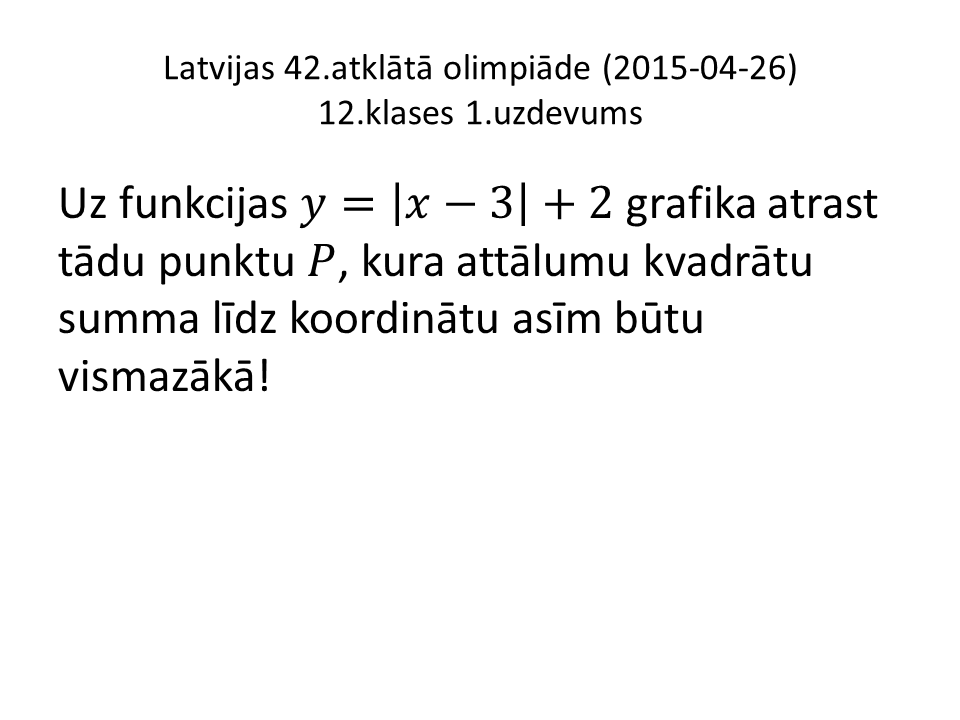 Latvijas 42.atklātā olimpiāde (2015-04-26)
12.klases 1.uzdevums
Uz funkcijas 𝑦 = |𝑥 − 3| + 2 grafika atrast
tādu punktu 𝑃, kura attālumu kvadrātu
summa līdz koordinātu asīm būtu
vismazākā!